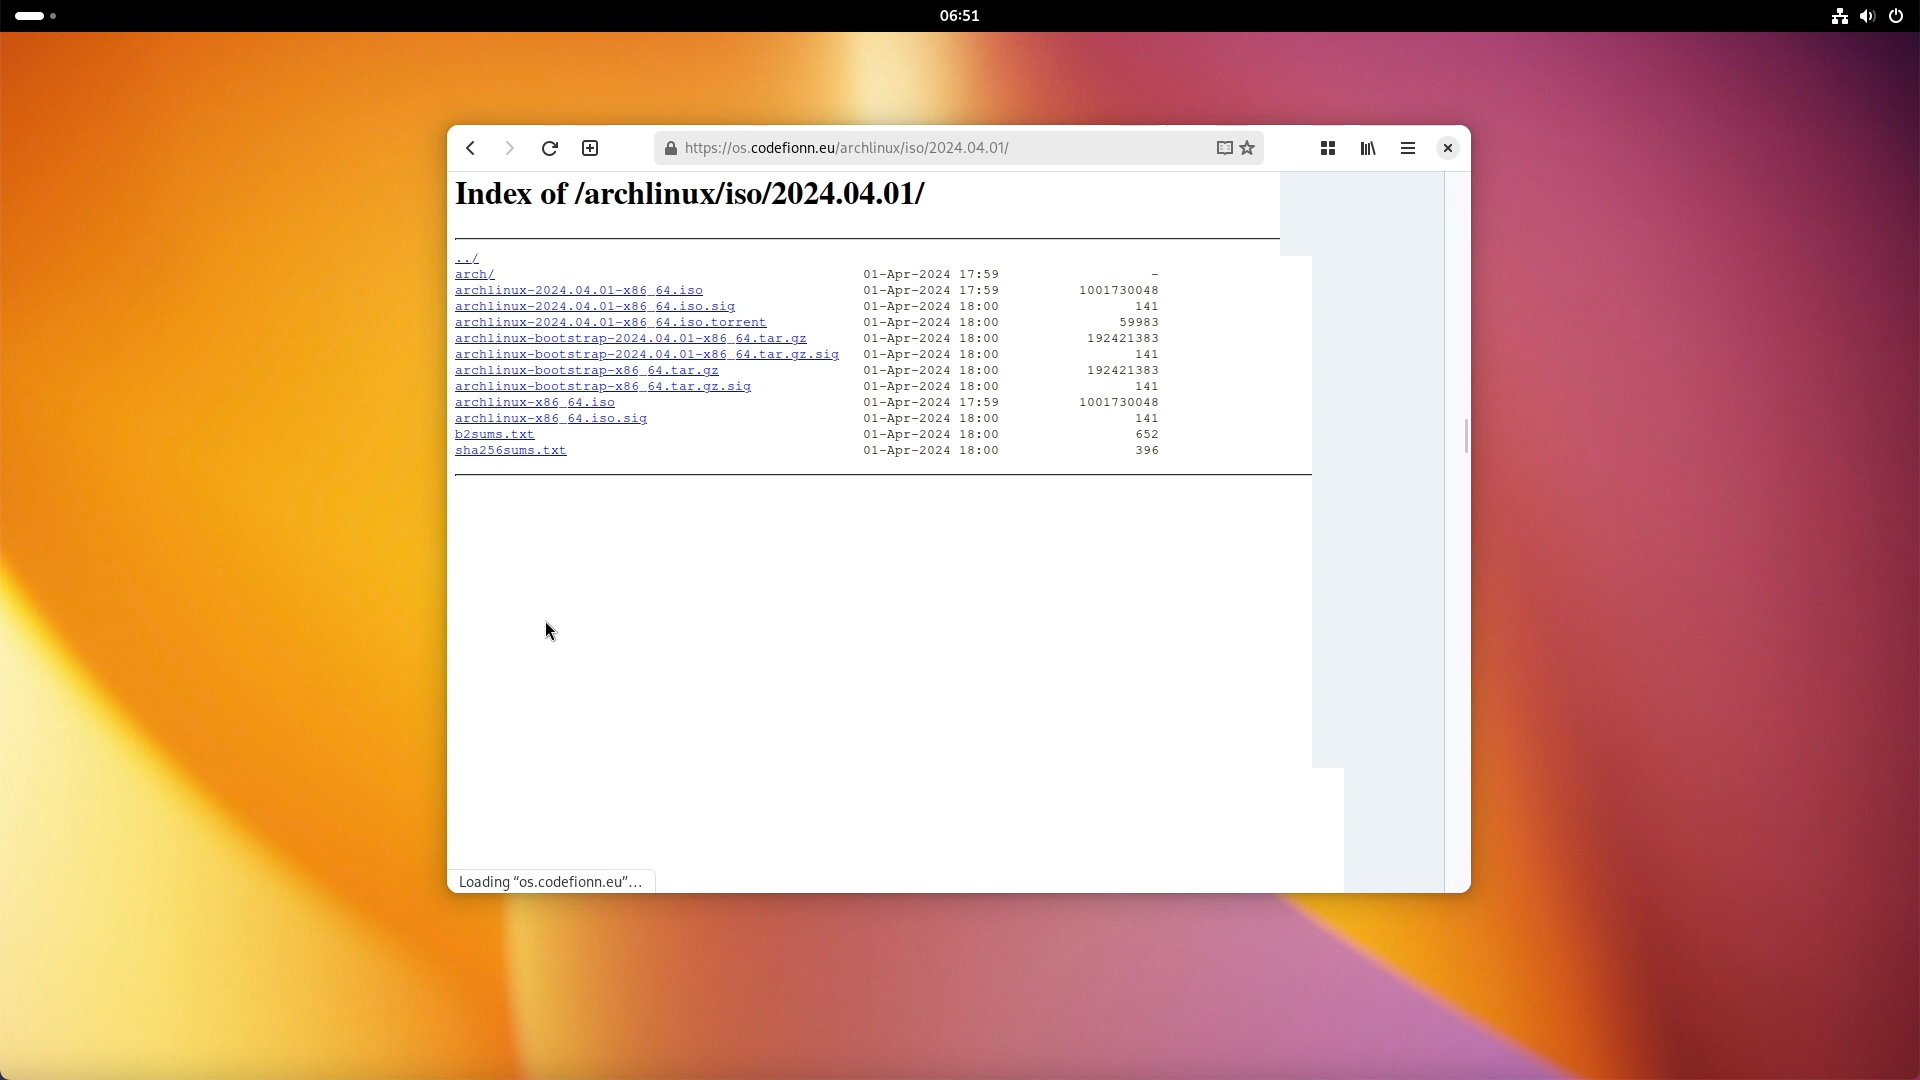 06:51
https://os.codefionn.eu/archlinux/iso/2024.04.01/
Index of /archlinux/iso/2024.04.01/
../
arch/ 01-Apr-2024 17:59 -
archlinux-2024.04.01-x86_64.iso 01-Apr-2024 17:59 1001730048
archlinux-2024.04.01-x86_64.iso.sig 01-Apr-2024 18:00 141
archlinux-2024.04.01-x86_64.iso.torrent 01-Apr-2024 18:00 59983
archlinux-bootstrap-2024.04.01-x86_64.tar.gz 01-Apr-2024 18:00 192421383
archlinux-bootstrap-2024.04.01-x86_64.tar.gz.sig 01-Apr-2024 18:00 141
archlinux-bootstrap-x86_64.tar.gz 01-Apr-2024 18:00 192421383
archlinux-bootstrap-x86_64.tar.gz.sig 01-Apr-2024 18:00 141
archlinux-x86_64.iso 01-Apr-2024 17:59 1001730048
archlinux-x86_64.iso.sig 01-Apr-2024 18:00 141
b2sums.txt 01-Apr-2024 18:00 652
sha256sums.txt 01-Apr-2024 18:00 396
Loading “os.codefionn.eu”…